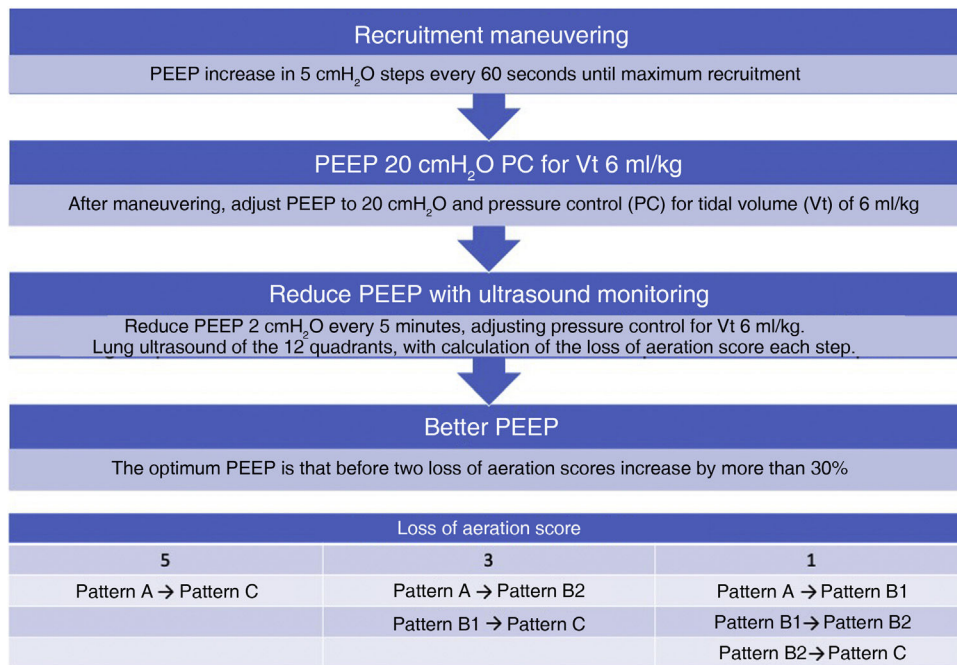 Recruitment maneuvering
PEEP increase in 5 cmH₂O steps every 60 seconds until maximum recruitment
PEEP 20 cmH₂O PC for Vt 6 ml/kg
After maneuvering, adjust PEEP to 20 cmH₂O and pressure control (PC) for tidal volume (Vt) of 6 ml/kg
Reduce PEEP with ultrasound monitoring
Reduce PEEP 2 cmH₂O every 5 minutes, adjusting pressure control for Vt 6 ml/kg.
Lung ultrasound of the 12 quadrants, with calculation of the loss of aeration score each step.
Better PEEP
The optimum PEEP is that before two loss of aeration scores increase by more than 30%
Loss of aeration score
5 3 1
Pattern A → Pattern C Pattern A → Pattern B2 Pattern A → Pattern B1
Pattern B1 → Pattern C Pattern B1→ Pattern B2
Pattern B2→ Pattern C